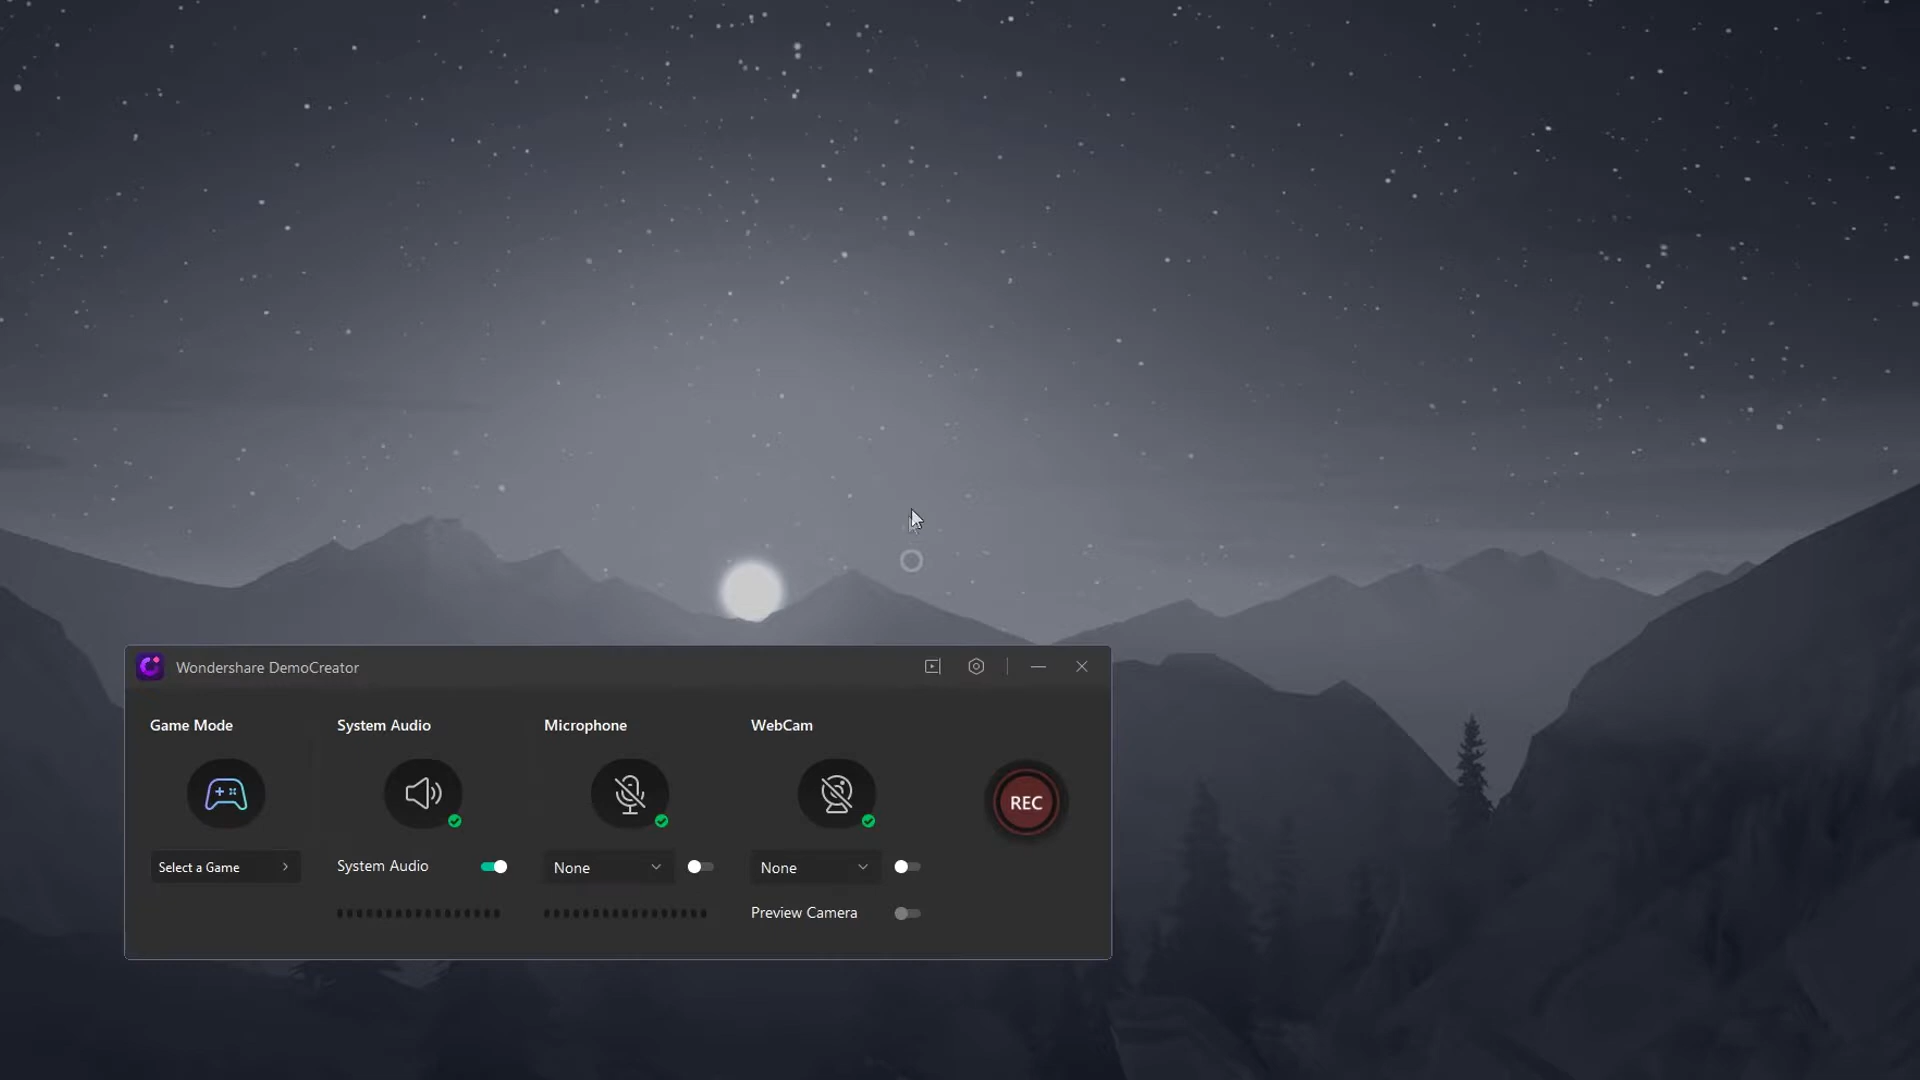 Wondershare DemoCreator
Game Mode
System Audio
Microphone
WebCam
REC
Select a Game
System Audio
None
None
Preview Camera